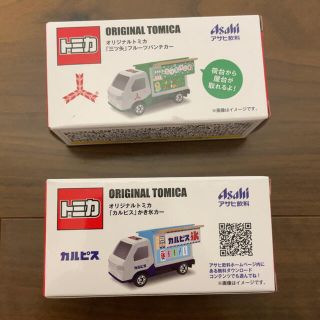 トミカ
ORIGINAL TOMICA
オリジナルトミカ
「三ツ矢」フルーツパンチカー
Asahi
アサヒ飲料
荷台から
屋台が
取れるよ!
※画像はイメージです。
トミカ
ORIGINAL TOMICA
オリジナルトミカ
「カルピス」かき氷カー
Asahi
アサヒ飲料
カルピス
カルピス
氷
アサヒ飲料ホームページ内に
ある無料ダウンロード
コンテンツでも遊んでね!
※画像はイメージです。